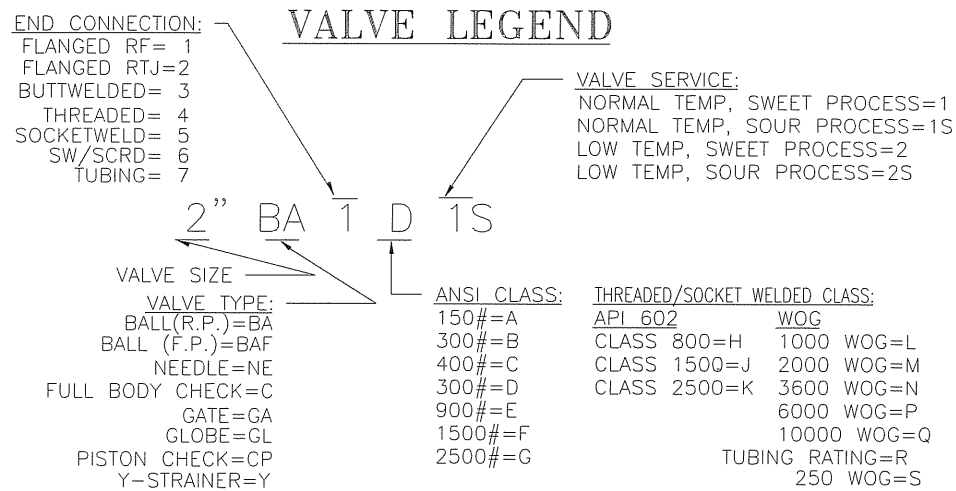 VALVE LEGEND
END CONNECTION:
FLANGED RF= 1
FLANGED RTJ=2
BUTTWELDED= 3
THREADED= 4
SOCKETWELD= 5
SW/SCRD= 6
TUBING= 7
VALVE SERVICE:
NORMAL TEMP, SWEET PROCESS=1
NORMAL TEMP, SOUR PROCESS=1S
LOW TEMP, SWEET PROCESS=2
LOW TEMP, SOUR PROCESS=2S
2" BA 1 D 1S
VALVE SIZE
VALVE TYPE:
BALL(R.P.)=BA
BALL (F.P.)=BAF
NEEDLE=NE
FULL BODY CHECK=C
GATE=GA
GLOBE=GL
PISTON CHECK=CP
Y-STRAINER=Y
ANSI CLASS:
150#=A
300#=B
400#=C
300#=D
900#=E
1500#=F
2500#=G
THREADED/SOCKET WELDED CLASS:
API 602
CLASS 800=H
CLASS 1500=J
CLASS 2500=K
WOG
1000 WOG=L
2000 WOG=M
3600 WOG=N
6000 WOG=P
10000 WOG=Q
TUBING RATING=R
250 WOG=S